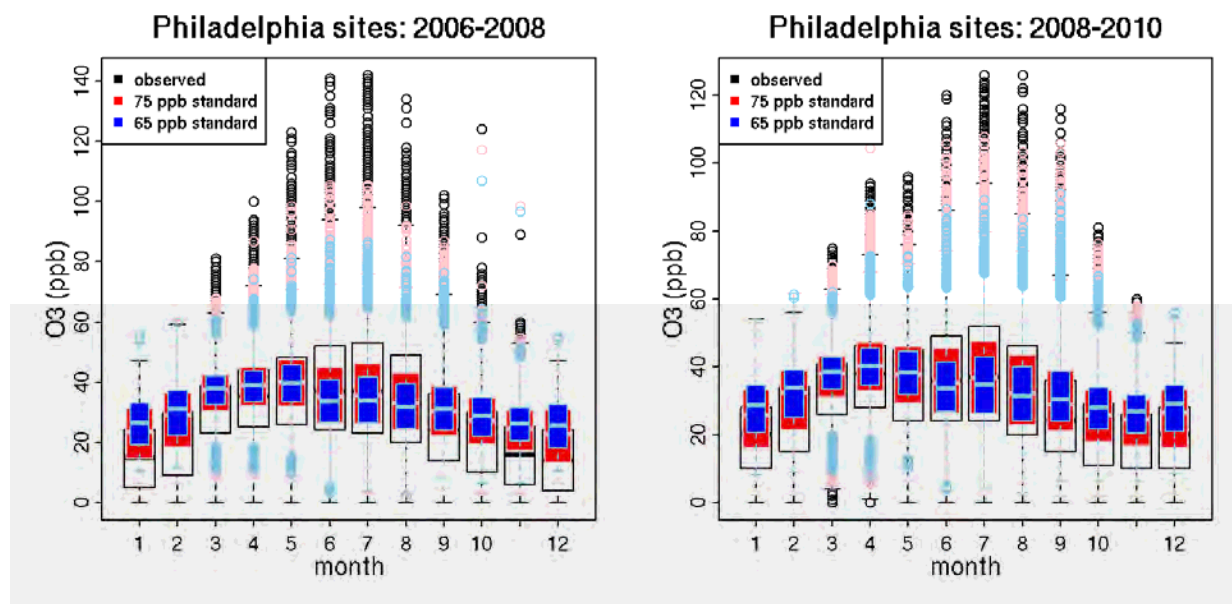 Philadelphia sites: 2006-2008
observed
75 ppb standard
65 ppb standard
O3 (ppb)
140
120
100
80
60
40
20
0
1 2 3 4 5 6 7 8 9 10 12
month
Philadelphia sites: 2008-2010
observed
75 ppb standard
65 ppb standard
O3 (ppb)
120
100
80
60
40
20
0
1 2 3 4 5 6 7 8 9 10 12
month